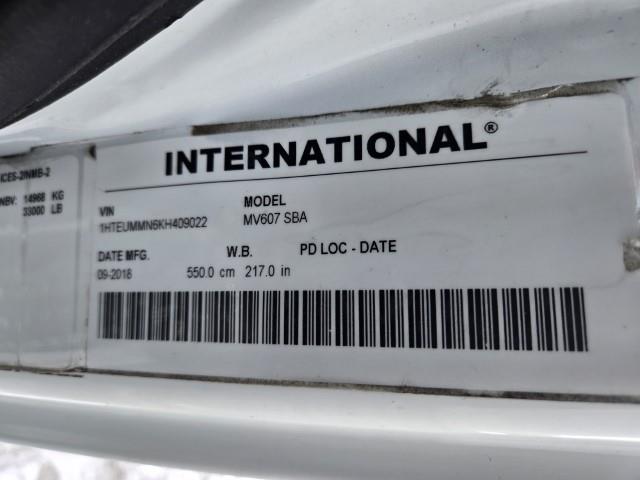 ICES-2/NMB-2
NBV: 14968 KG
33000 LB
INTERNATIONAL®
VIN MODEL
1HTEUMMN6KH409022 MV607 SBA
DATE MFG. W.B. PD LOC - DATE
09-2018 550.0 cm 217.0 in